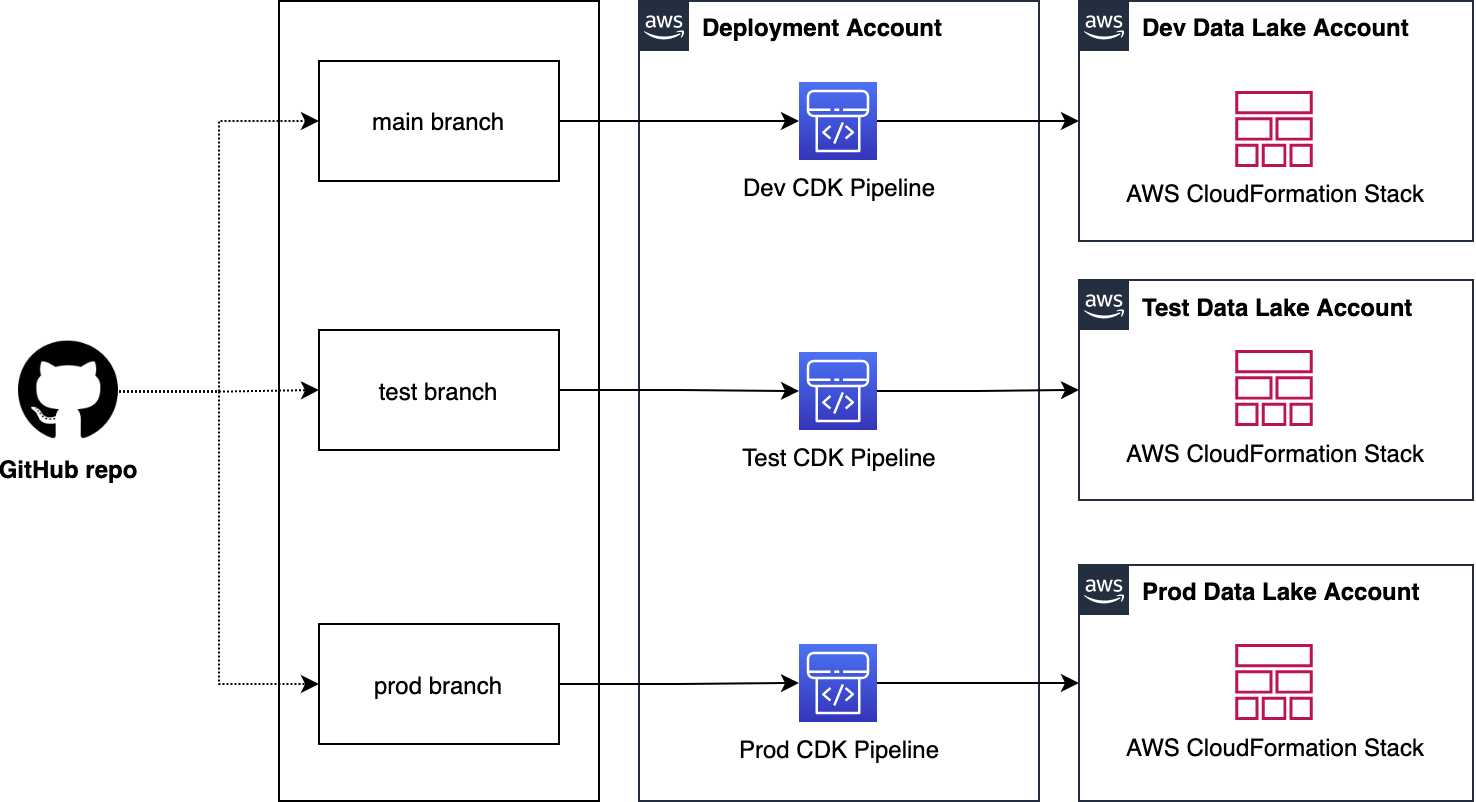 aws
Deployment Account
aws
Dev Data Lake Account
main branch
Dev CDK Pipeline
AWS CloudFormation Stack
aws
Test Data Lake Account
test branch
</>
</>
</>
Test CDK Pipeline
AWS CloudFormation Stack
GitHub repo
aws
Prod Data Lake Account
prod branch
Prod CDK Pipeline
AWS CloudFormation Stack